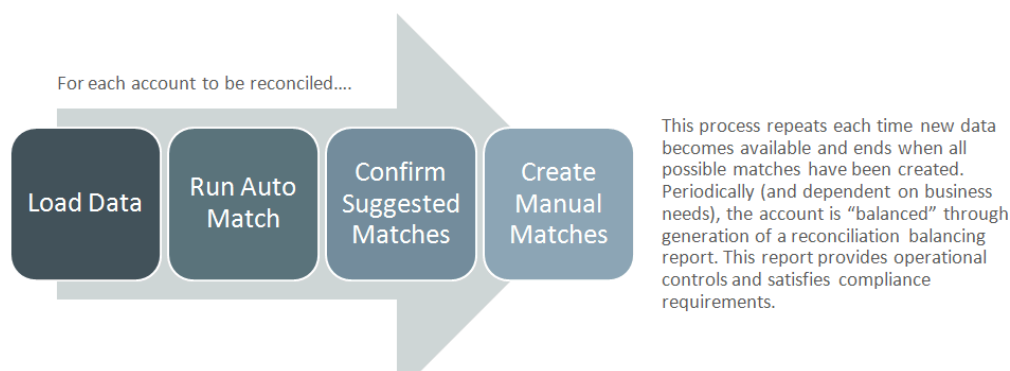 For each account to be reconciled....
Load Data
Run Auto
Match
Confirm
Suggested
Matches
Create
Manual
Matches
This process repeats each time new data
becomes available and ends when all
possible matches have been created.
Periodically (and dependent on business
needs), the account is “balanced” through
generation of a reconciliation balancing
report. This report provides operational
controls and satisfies compliance
requirements.